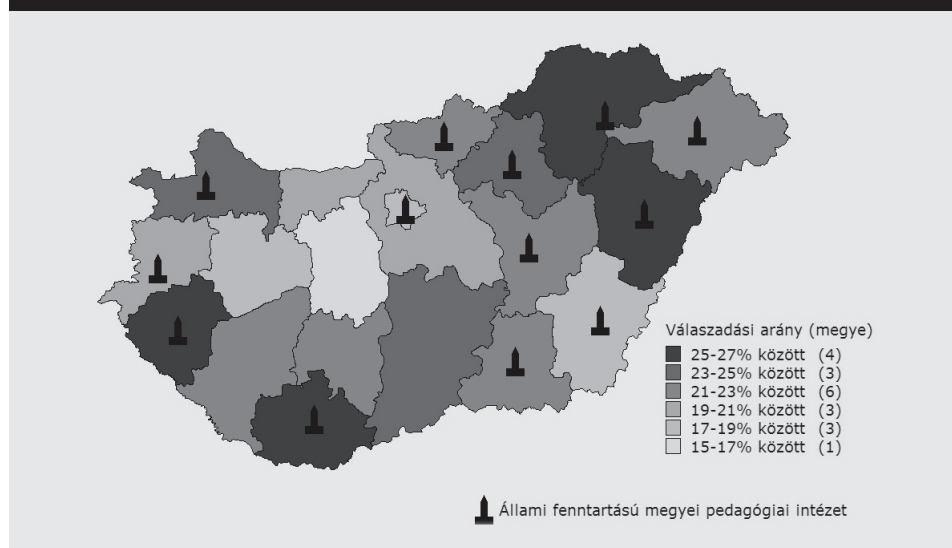 Válaszadási arány (megye)
25-27% között (4)
23-25% között (3)
21-23% között (6)
19-21% között (3)
17-19% között (3)
15-17% között (1)
Állami fenntartású megyei pedagógiai intézet